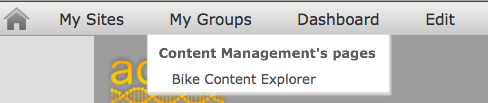 My Sites My Groups Dashboard Edit
Content Management's pages
Bike Content Explorer